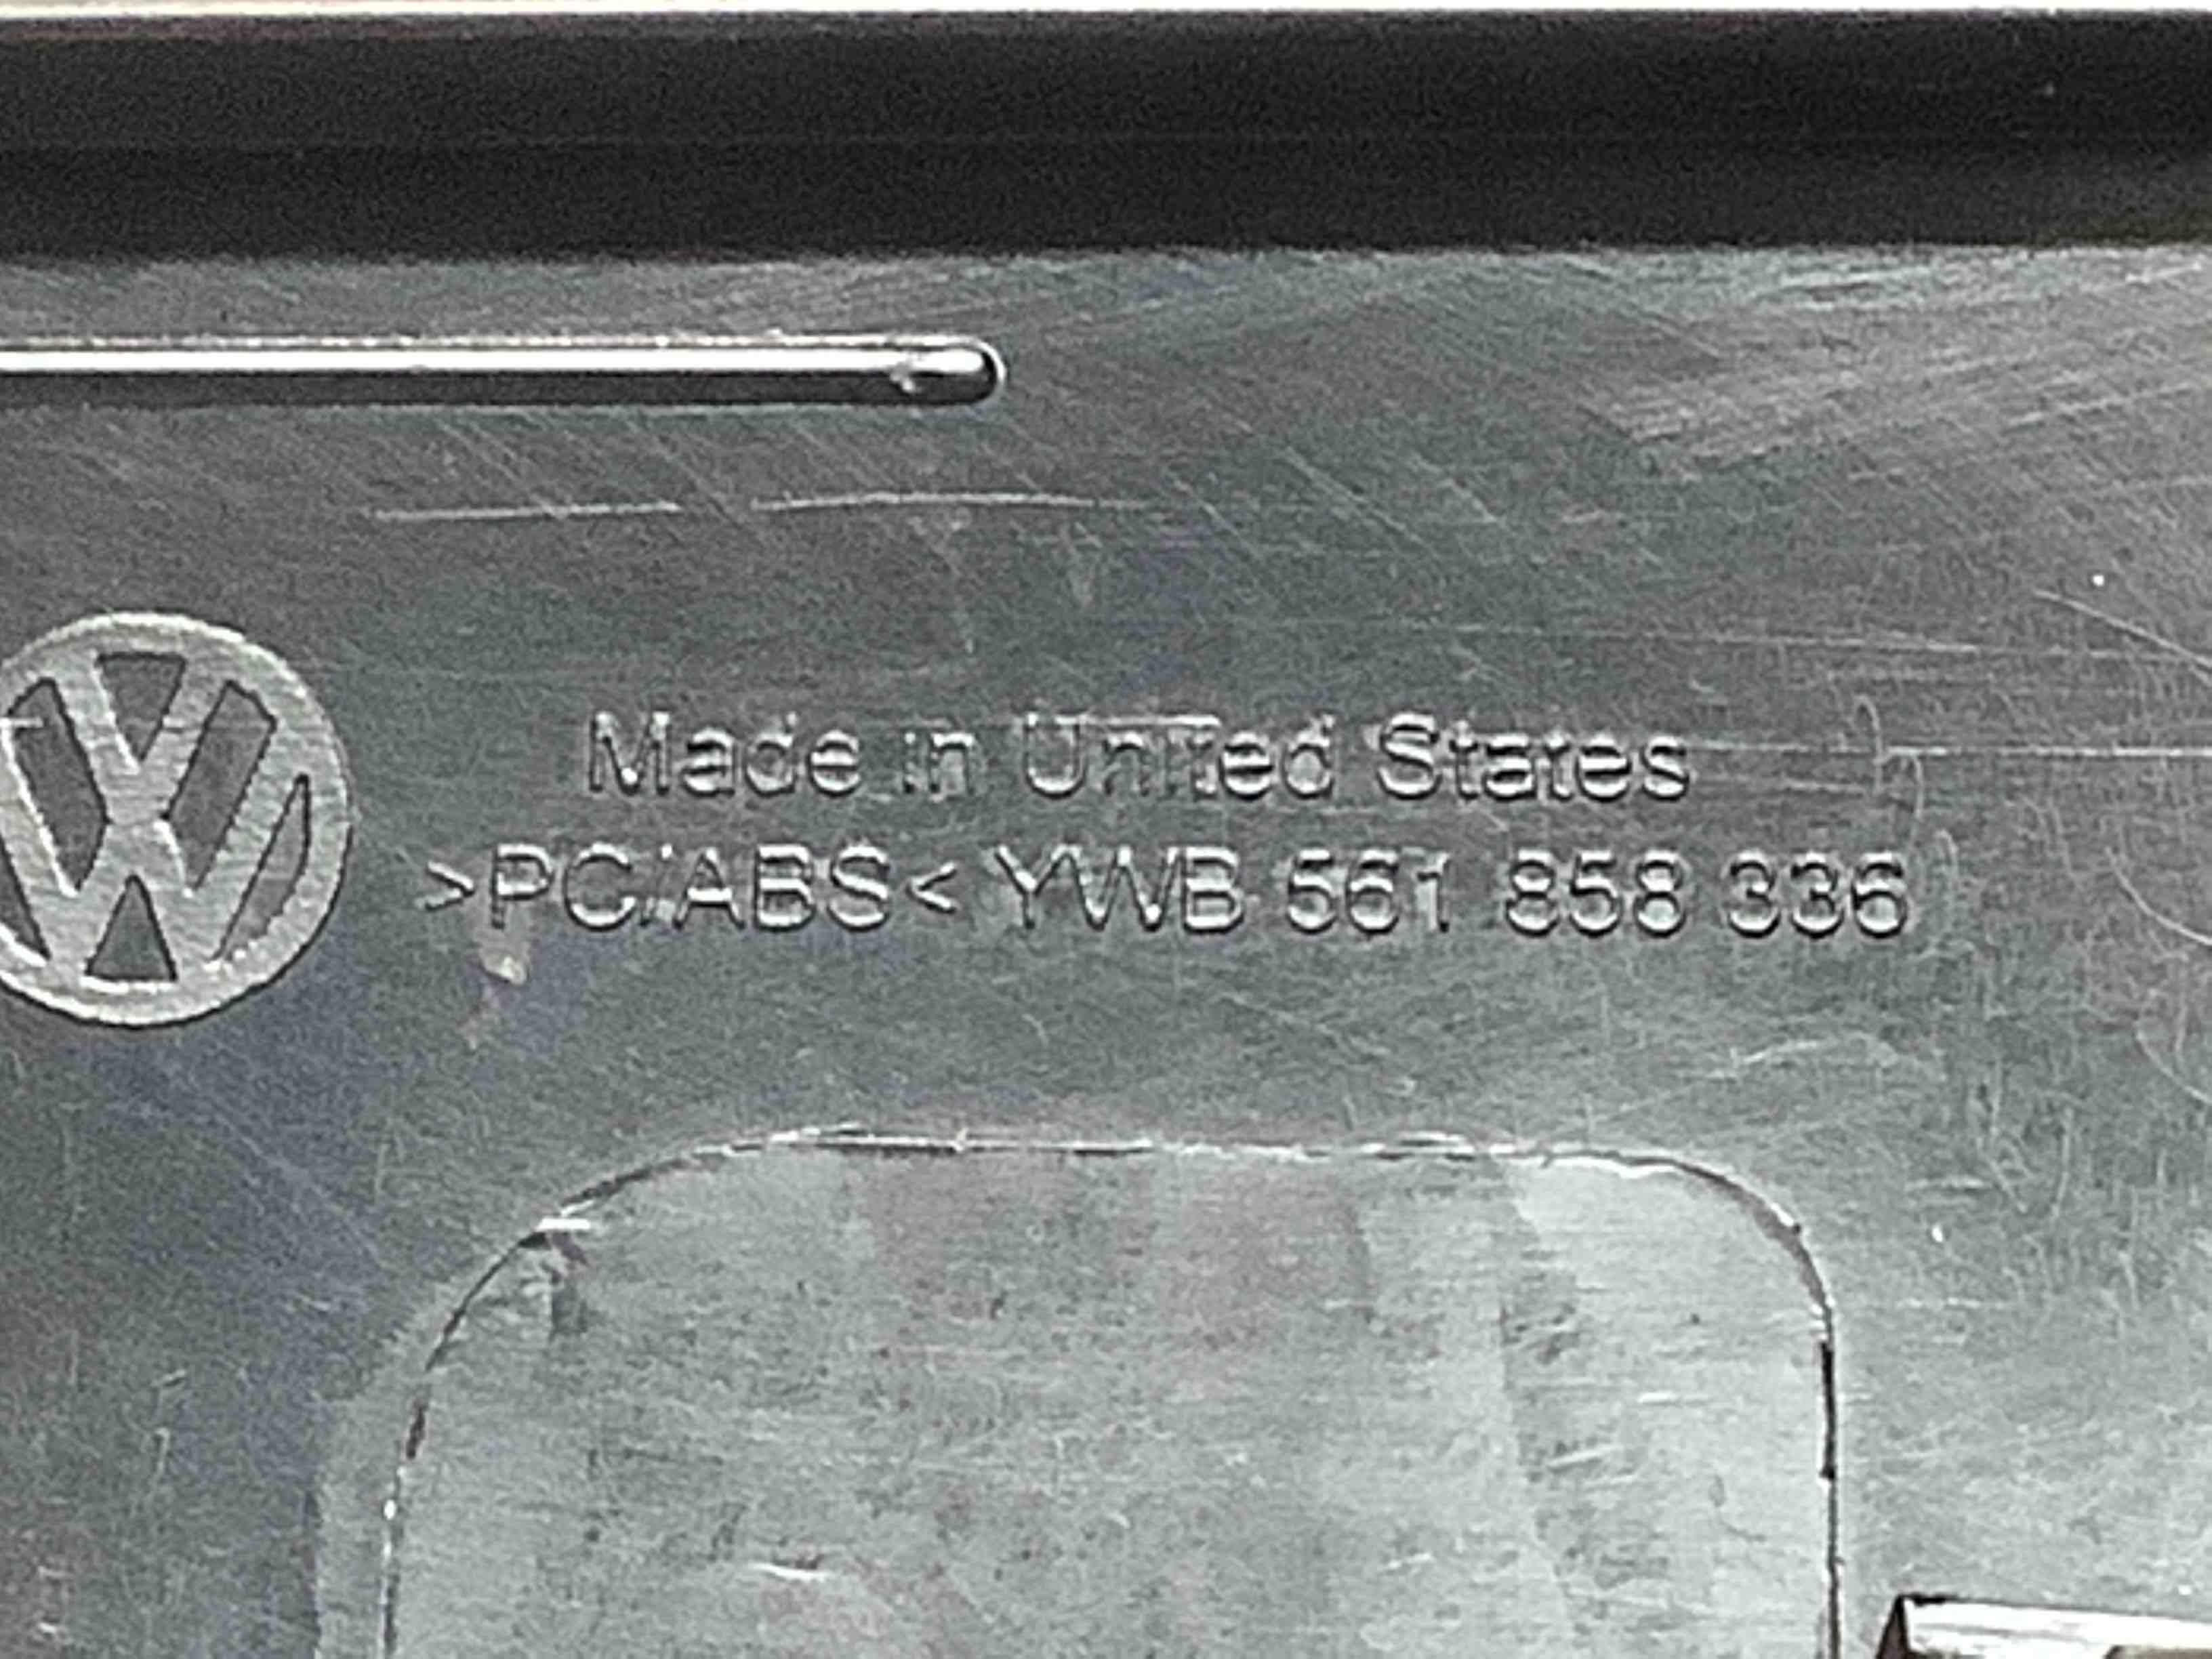 Made in United States
>PC/ABS< YWB 561 858 336